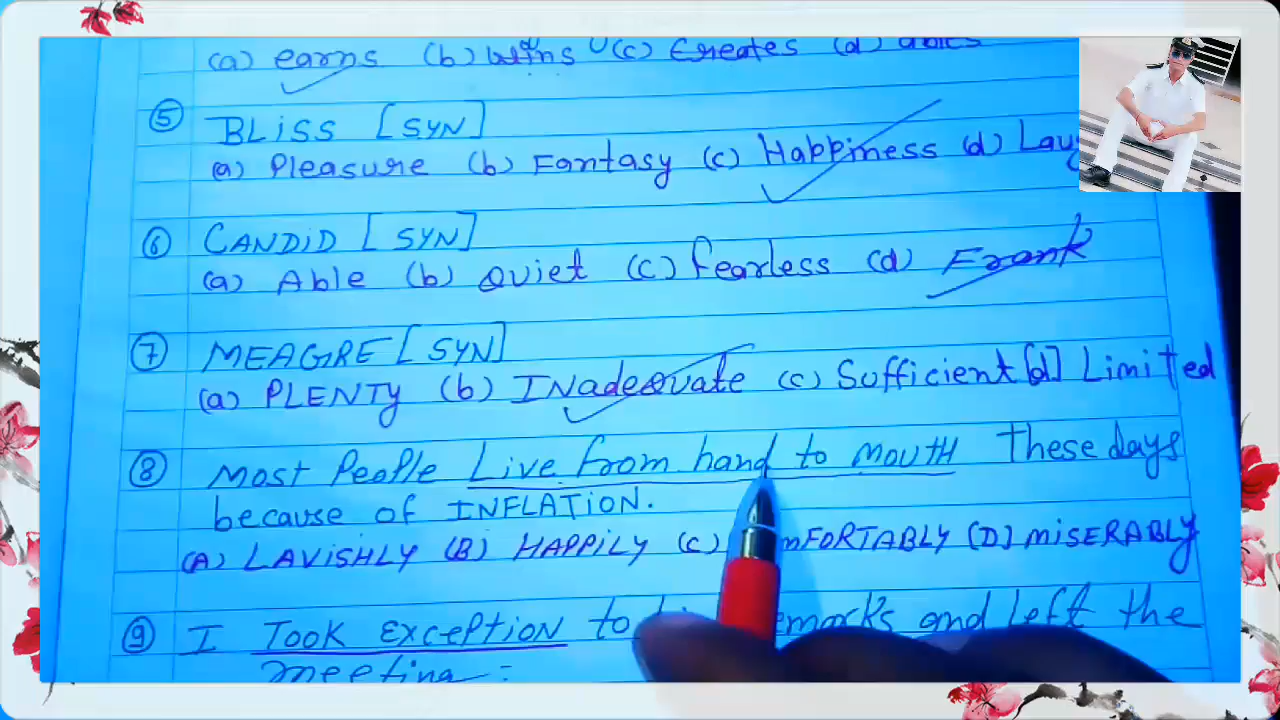 (a) earns (b) wins (c) Creates (d)
⑤ BLISS [SYN]
(a) Pleasure (b) Fantasy (c) Happiness (d)
⑥ CANDID [SYN]
(a) Able (b) Quiet (c) fearless (d) Frank
⑦ MEAGRE [SYN]
(a) PLENTY (b) INadequate (c) Sufficient [d] Limited
⑧ Most People Live from hand to MOUTH These days
because of INFLATION.
(A) LAVISHLY (B) HAPPILY (C) (D) MISERABLY
⑨ I TOOK EXCEPTION to and left the
meeting: